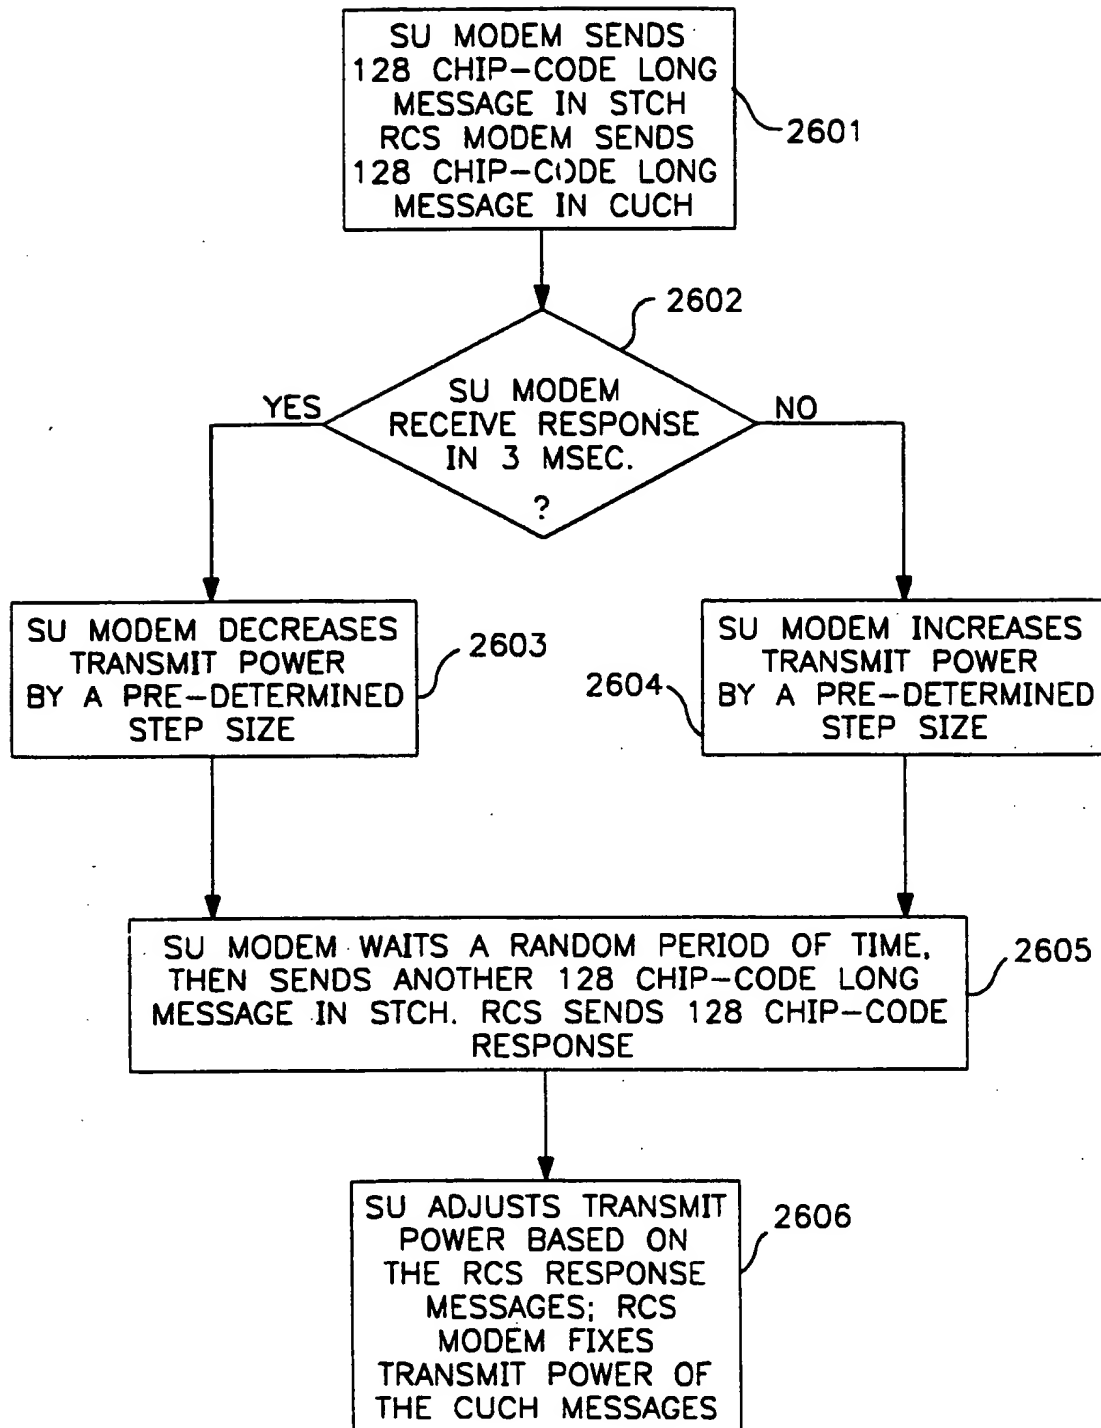 SU MODEM SENDS
128 CHIP-CODE LONG
MESSAGE IN STCH
RCS MODEM SENDS
128 CHIP-CODE LONG
MESSAGE IN CUCH
2601
2602
SU MODEM
RECEIVE RESPONSE
IN 3 MSEC.
?
YES
NO
SU MODEM DECREASES
TRANSMIT POWER
BY A PRE-DETERMINED
STEP SIZE
2603
SU MODEM INCREASES
TRANSMIT POWER
BY A PRE-DETERMINED
STEP SIZE
2604
SU MODEM WAITS A RANDOM PERIOD OF TIME,
THEN SENDS ANOTHER 128 CHIP-CODE LONG
MESSAGE IN STCH. RCS SENDS 128 CHIP-CODE
RESPONSE
2605
SU ADJUSTS TRANSMIT
POWER BASED ON
THE RCS RESPONSE
MESSAGES; RCS
MODEM FIXES
TRANSMIT POWER OF
THE CUCH MESSAGES
2606